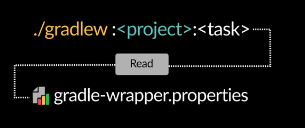 ./gradlew :<project>:<task>
Read
gradle-wrapper.properties